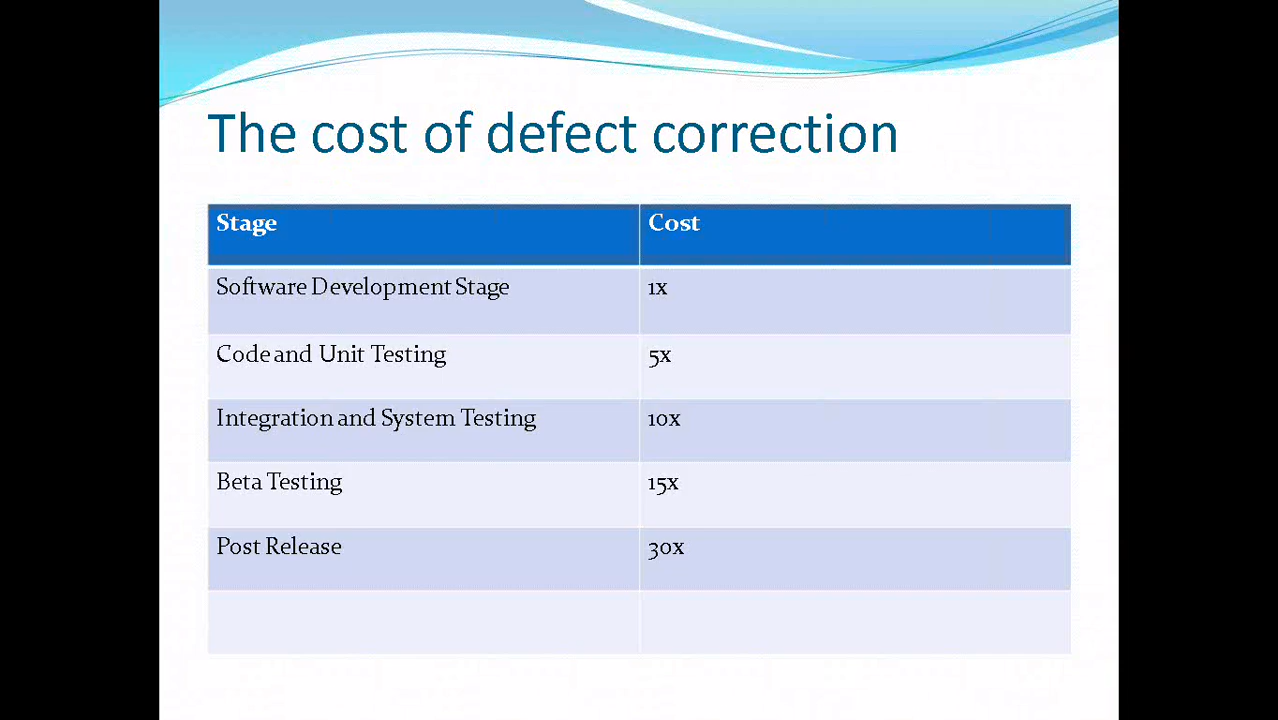 The cost of defect correction
Stage Cost
Software Development Stage 1x
Code and Unit Testing 5x
Integration and System Testing 10x
Beta Testing 15x
Post Release 30x